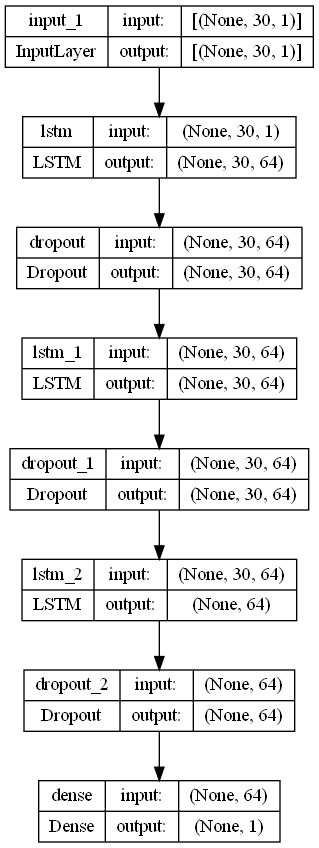 input_1 input: [(None, 30, 1)]
InputLayer output: [(None, 30, 1)]
lstm input: (None, 30, 1)
LSTM output: (None, 30, 64)
dropout input: (None, 30, 64)
Dropout output: (None, 30, 64)
lstm_1 input: (None, 30, 64)
LSTM output: (None, 30, 64)
dropout_1 input: (None, 30, 64)
Dropout output: (None, 30, 64)
lstm_2 input: (None, 30, 64)
LSTM output: (None, 64)
dropout_2 input: (None, 64)
Dropout output: (None, 64)
dense input: (None, 64)
Dense output: (None, 1)